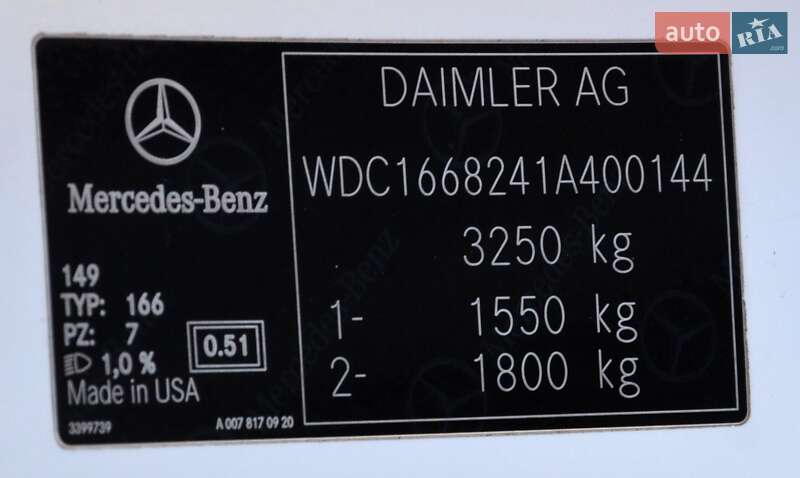 auto RIA.com
DAIMLER AG
WDC1668241A400144
3250 kg
1- 1550 kg
2- 1800 kg
Mercedes-Benz
149
TYP: 166
PZ: 7
1,0 %
0.51
Made in USA
3399739
A 007 817 09 20